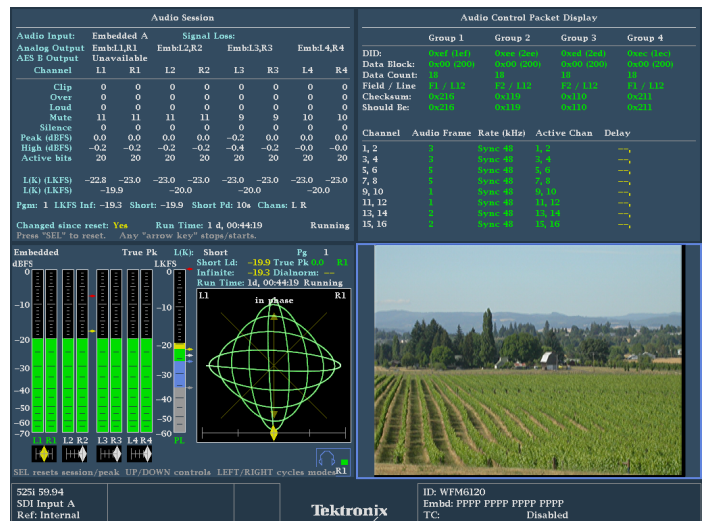 Audio Session
Audio Input: Embedded A Signal Loss:
Analog Output Emb:L1,R1 Emb:L2,R2 Emb:L3,R3 Emb:L4,R4
AES B Output Unavailable
Channel L1 R1 L2 R2 L3 R3 L4 R4
Clip 0 0 0 0 0 0 0 0
Over 0 0 0 0 0 0 0 0
Loud 0 0 0 0 0 0 0 0
Mute 11 11 11 11 9 9 10 10
Silence 0 0 0 0 0 0 0 0
Peak (dBFS) 0.0 0.0 0.0 0.0 -0.2 0.0 0.0 0.0
High (dBFS) -0.2 -0.2 -0.2 -0.2 -0.4 -0.2 -0.0 -0.0
Active bits 20 20 20 20 20 20 20 20
L(K) (LKFS) -22.8 -23.0 -23.0 -23.0 -23.0 -23.0 -23.0 -23.0
L(K) (LKFS) -19.9 -20.0 -20.0 -20.0
Pgm: 1 LKFS Inf: -19.3 Short: -19.9 Short Pd: 10s Chans: L R
Changed since reset: Yes Run Time: 1 d, 00:44:19 Running
Press "SEL" to reset. Any "arrow key" stops/starts.
Audio Control Packet Display
Group 1 Group 2 Group 3 Group 4
DID: 0xef (1ef) 0xee (2ee) 0xed (2ed) 0xec (1ec)
Data Block: 0x00 (200) 0x00 (200) 0x00 (200) 0x00 (200)
Data Count: 18 18 18 18
Field / Line F1 / L12 F2 / L12 F2 / L12 F1 / L12
Checksum: 0x216 0x119 0x110 0x211
Should Be: 0x216 0x119 0x110 0x211
Channel Audio Frame Rate (kHz) Active Chan Delay
1, 2 3 Sync 48 1, 2 --,
3, 4 3 Sync 48 3, 4 --,
5, 6 5 Sync 48 5, 6 --,
7, 8 5 Sync 48 7, 8 --,
9, 10 1 Sync 48 9, 10 --,
11, 12 1 Sync 48 11, 12 --,
13, 14 2 Sync 48 13, 14 --,
15, 16 2 Sync 48 15, 16 --,
Embedded True Pk
dBFS
0
-10
-20
-30
-40
-50
-60
-70
L1 R1 L2 R2 L3 R3 L4 R4
LKFS
0
-10
-20
-30
-40
-50
-60
PL
L(K): Short Pg 1
Short Ld: -19.9 True Pk 0.0 R1
Infinite: -19.3 Dialnorm: --
Run Time: 1d, 00:44:19 Running
L1 in phase R1
R1
SEL resets session/peak UP/DOWN controls LEFT/RIGHT cycles modes
525i 59.94
SDI Input A
Ref: Internal
Tektronix
ID: WFM6120
Embd: PPPP PPPP PPPP PPPP
TC: Disabled